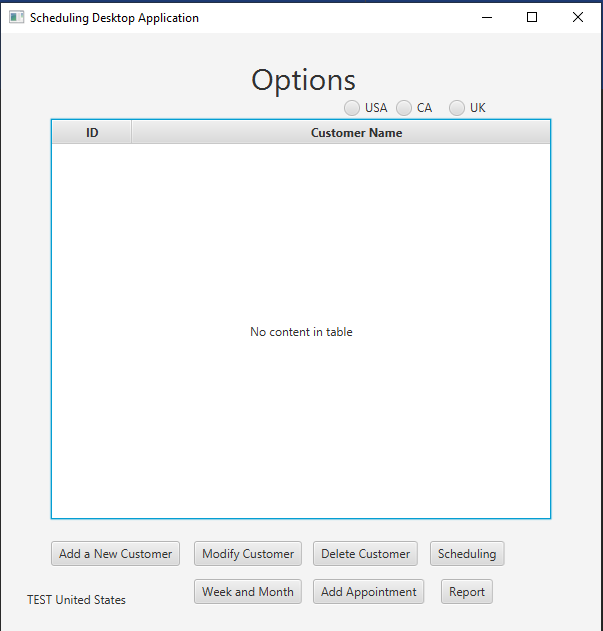 Scheduling Desktop Application
Options
USA CA UK
ID Customer Name
No content in table
Add a New Customer Modify Customer Delete Customer Scheduling
Week and Month Add Appointment Report
TEST United States